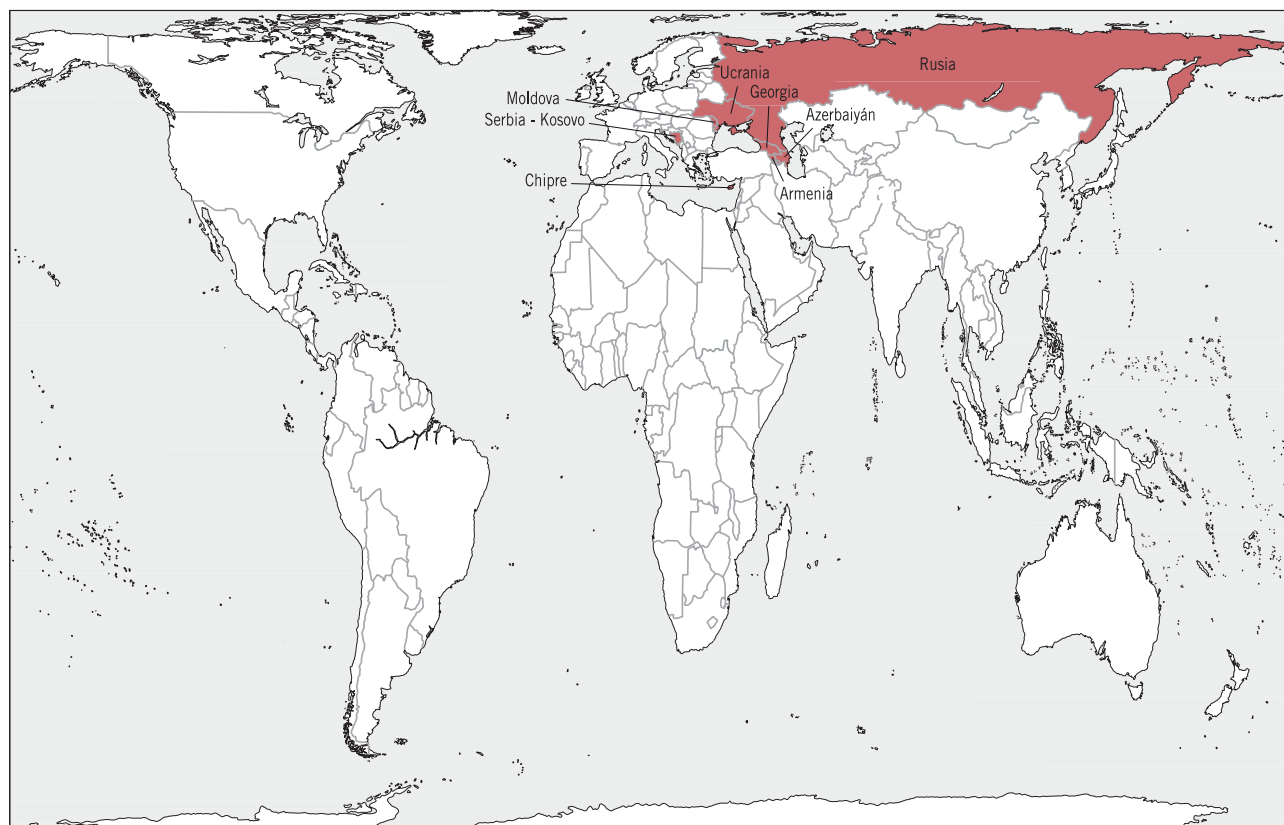 Rusia
Ucrania
Georgia
Moldova
Azerbaiyán
Serbia - Kosovo
Chipre
Armenia